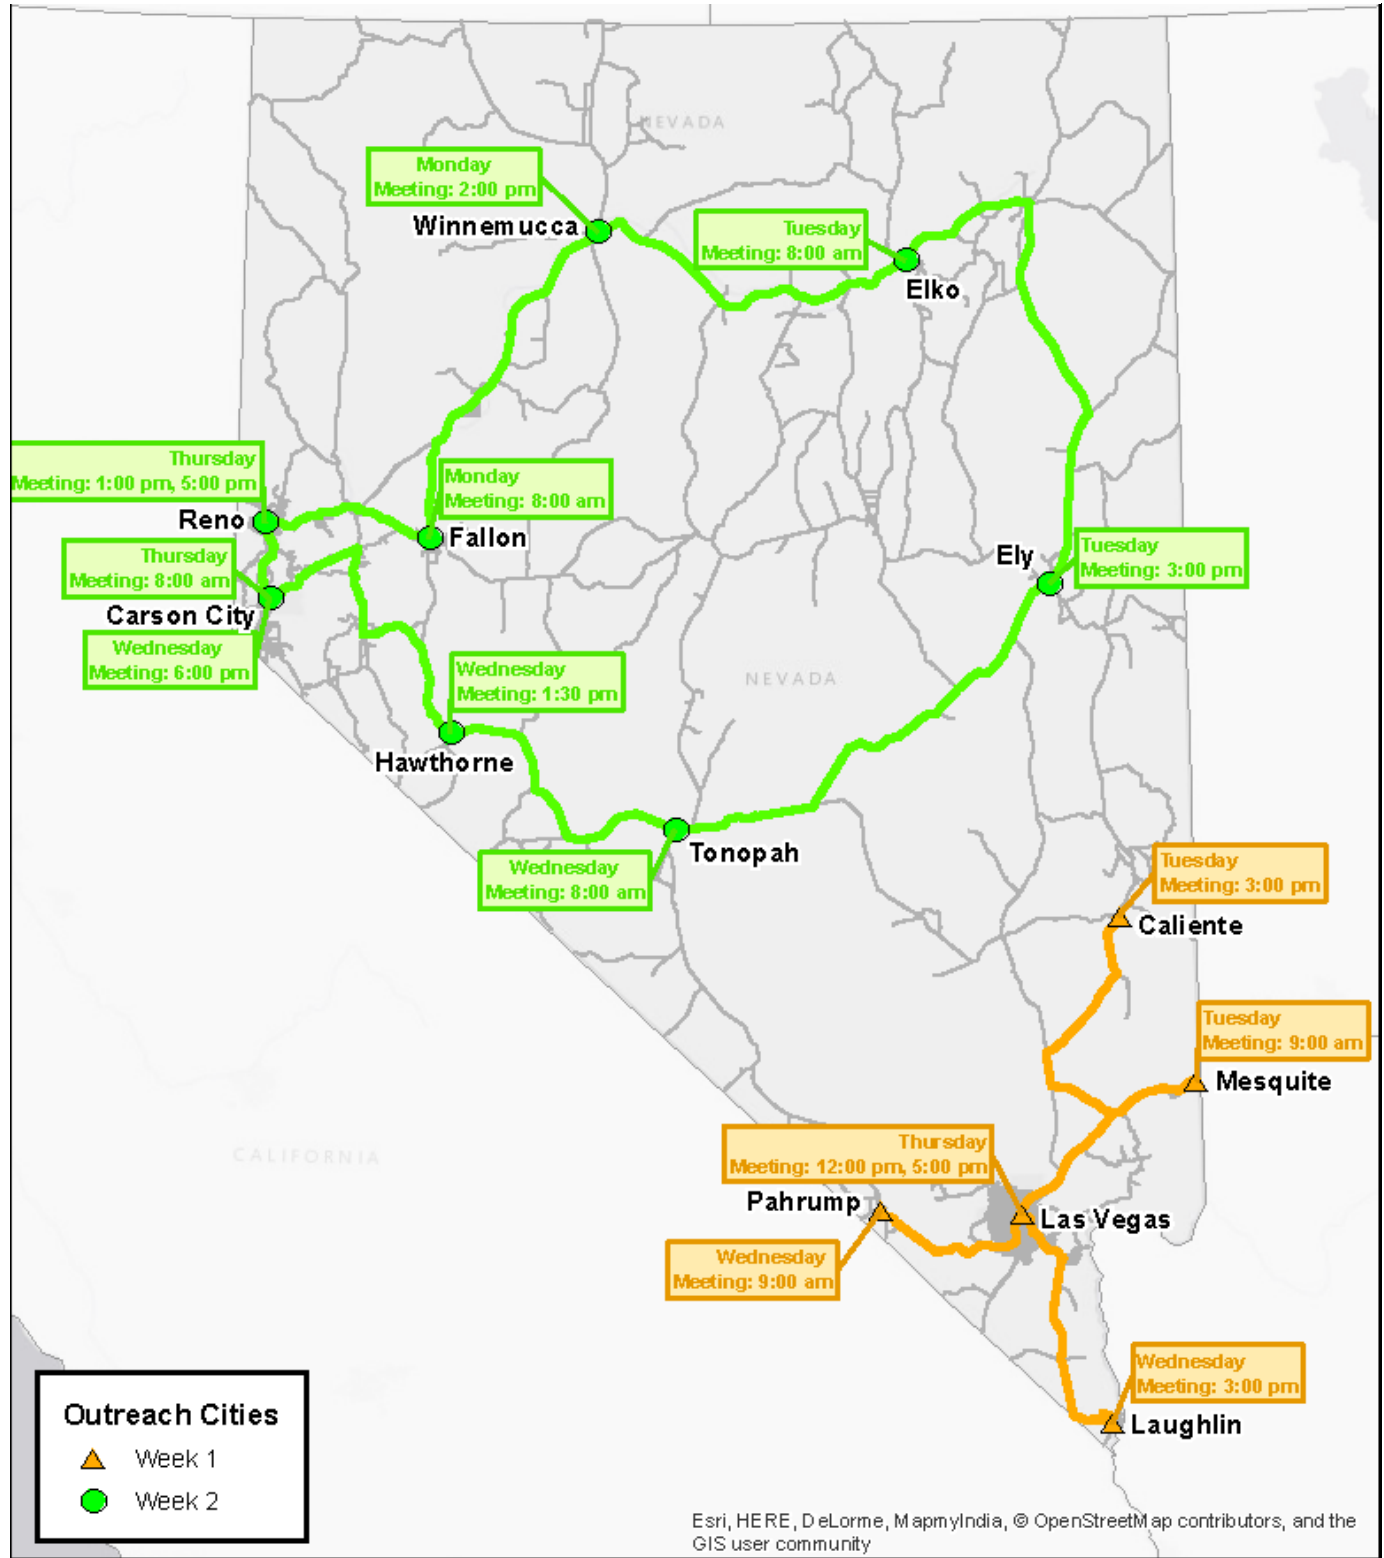 NEVADA
Monday
Meeting: 2:00 pm
Winnemucca
Tuesday
Meeting: 8:00 am
Elko
Thursday
Meeting: 1:00 pm, 5:00 pm
Reno
Monday
Meeting: 8:00 am
Fallon
Thursday
Meeting: 8:00 am
Carson City
Wednesday
Meeting: 6:00 pm
Ely
Tuesday
Meeting: 3:00 pm
Wednesday
Meeting: 1:30 pm
Hawthorne
NEVADA
Tonopah
Wednesday
Meeting: 8:00 am
Tuesday
Meeting: 3:00 pm
Caliente
Tuesday
Meeting: 9:00 am
Mesquite
CALIFORNIA
Thursday
Meeting: 12:00 pm, 5:00 pm
Pahrump
Las Vegas
Wednesday
Meeting: 9:00 am
Wednesday
Meeting: 3:00 pm
Laughlin
Outreach Cities
Week 1
Week 2
Esri, HERE, DeLorme, MapmyIndia, © OpenStreetMap contributors, and the
GIS user community